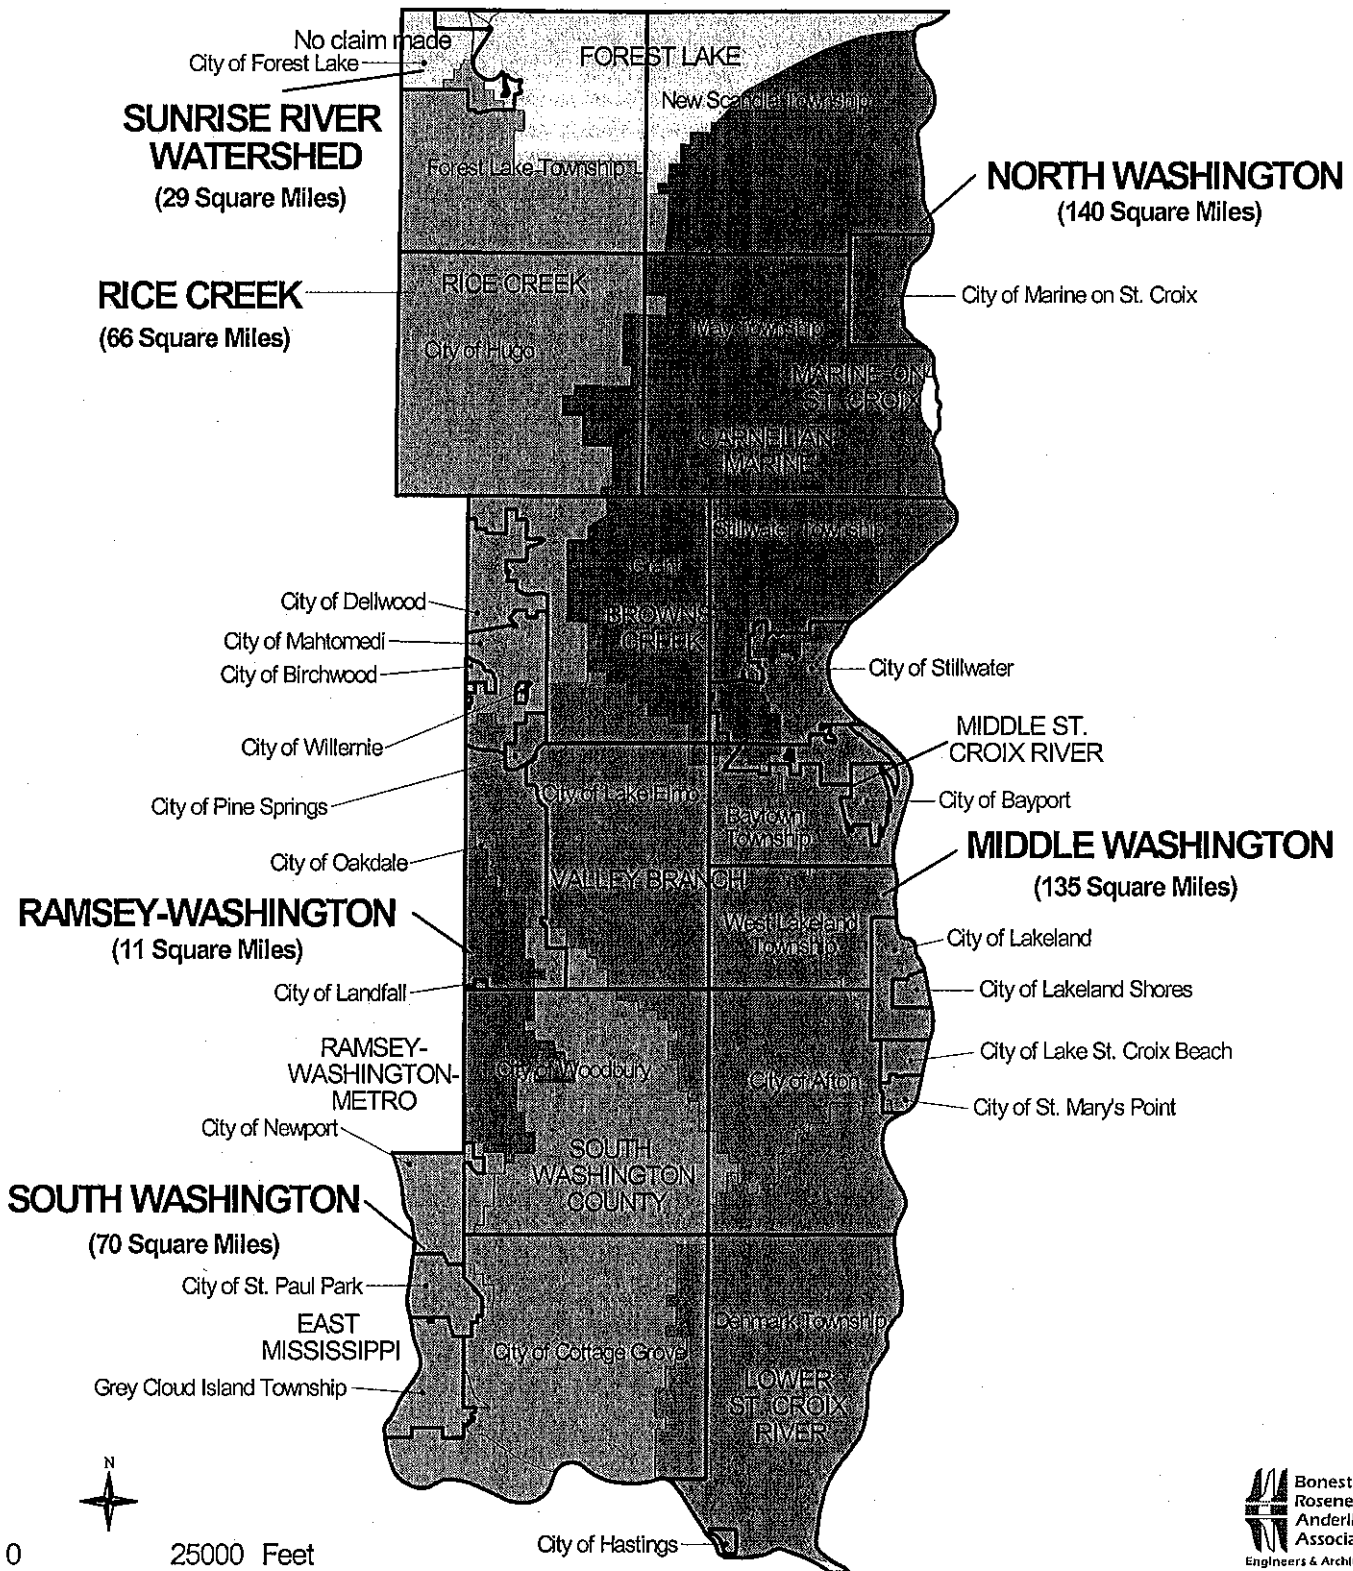 No claim made
City of Forest Lake
FOREST LAKE
SUNRISE RIVER
WATERSHED
(29 Square Miles)
New Scandia Township
Forest Lake Township
NORTH WASHINGTON
(140 Square Miles)
RICE CREEK
(66 Square Miles)
RICE CREEK
City of Hugo
City of Marine on St. Croix
May Township
MARINE-ON-
ST. CROIX
CARNELIAN
MARINE
Stillwater Township
Grant
City of Dellwood
City of Mahtomedi
City of Birchwood
BROWNS
CREEK
City of Stillwater
City of Willernie
MIDDLE ST.
CROIX RIVER
City of Pine Springs
City of Lake Elmo
City of Bayport
Baytown
Township
City of Oakdale
MIDDLE WASHINGTON
(135 Square Miles)
VALLEY BRANCH
RAMSEY-WASHINGTON
(11 Square Miles)
West Lakeland
Township
City of Lakeland
City of Landfall
City of Lakeland Shores
RAMSEY-
WASHINGTON-
METRO
City of Woodbury
City of Afton
City of Lake St. Croix Beach
City of St. Mary's Point
City of Newport
SOUTH
WASHINGTON
COUNTY
SOUTH WASHINGTON
(70 Square Miles)
City of St. Paul Park
EAST
MISSISSIPPI
Denmark Township
City of Cottage Grove
Grey Cloud Island Township
LOWER
ST. CROIX
RIVER
N
City of Hastings
0 25000 Feet
Bonest
Rosene
Anderli
Associa
Engineers & Archi